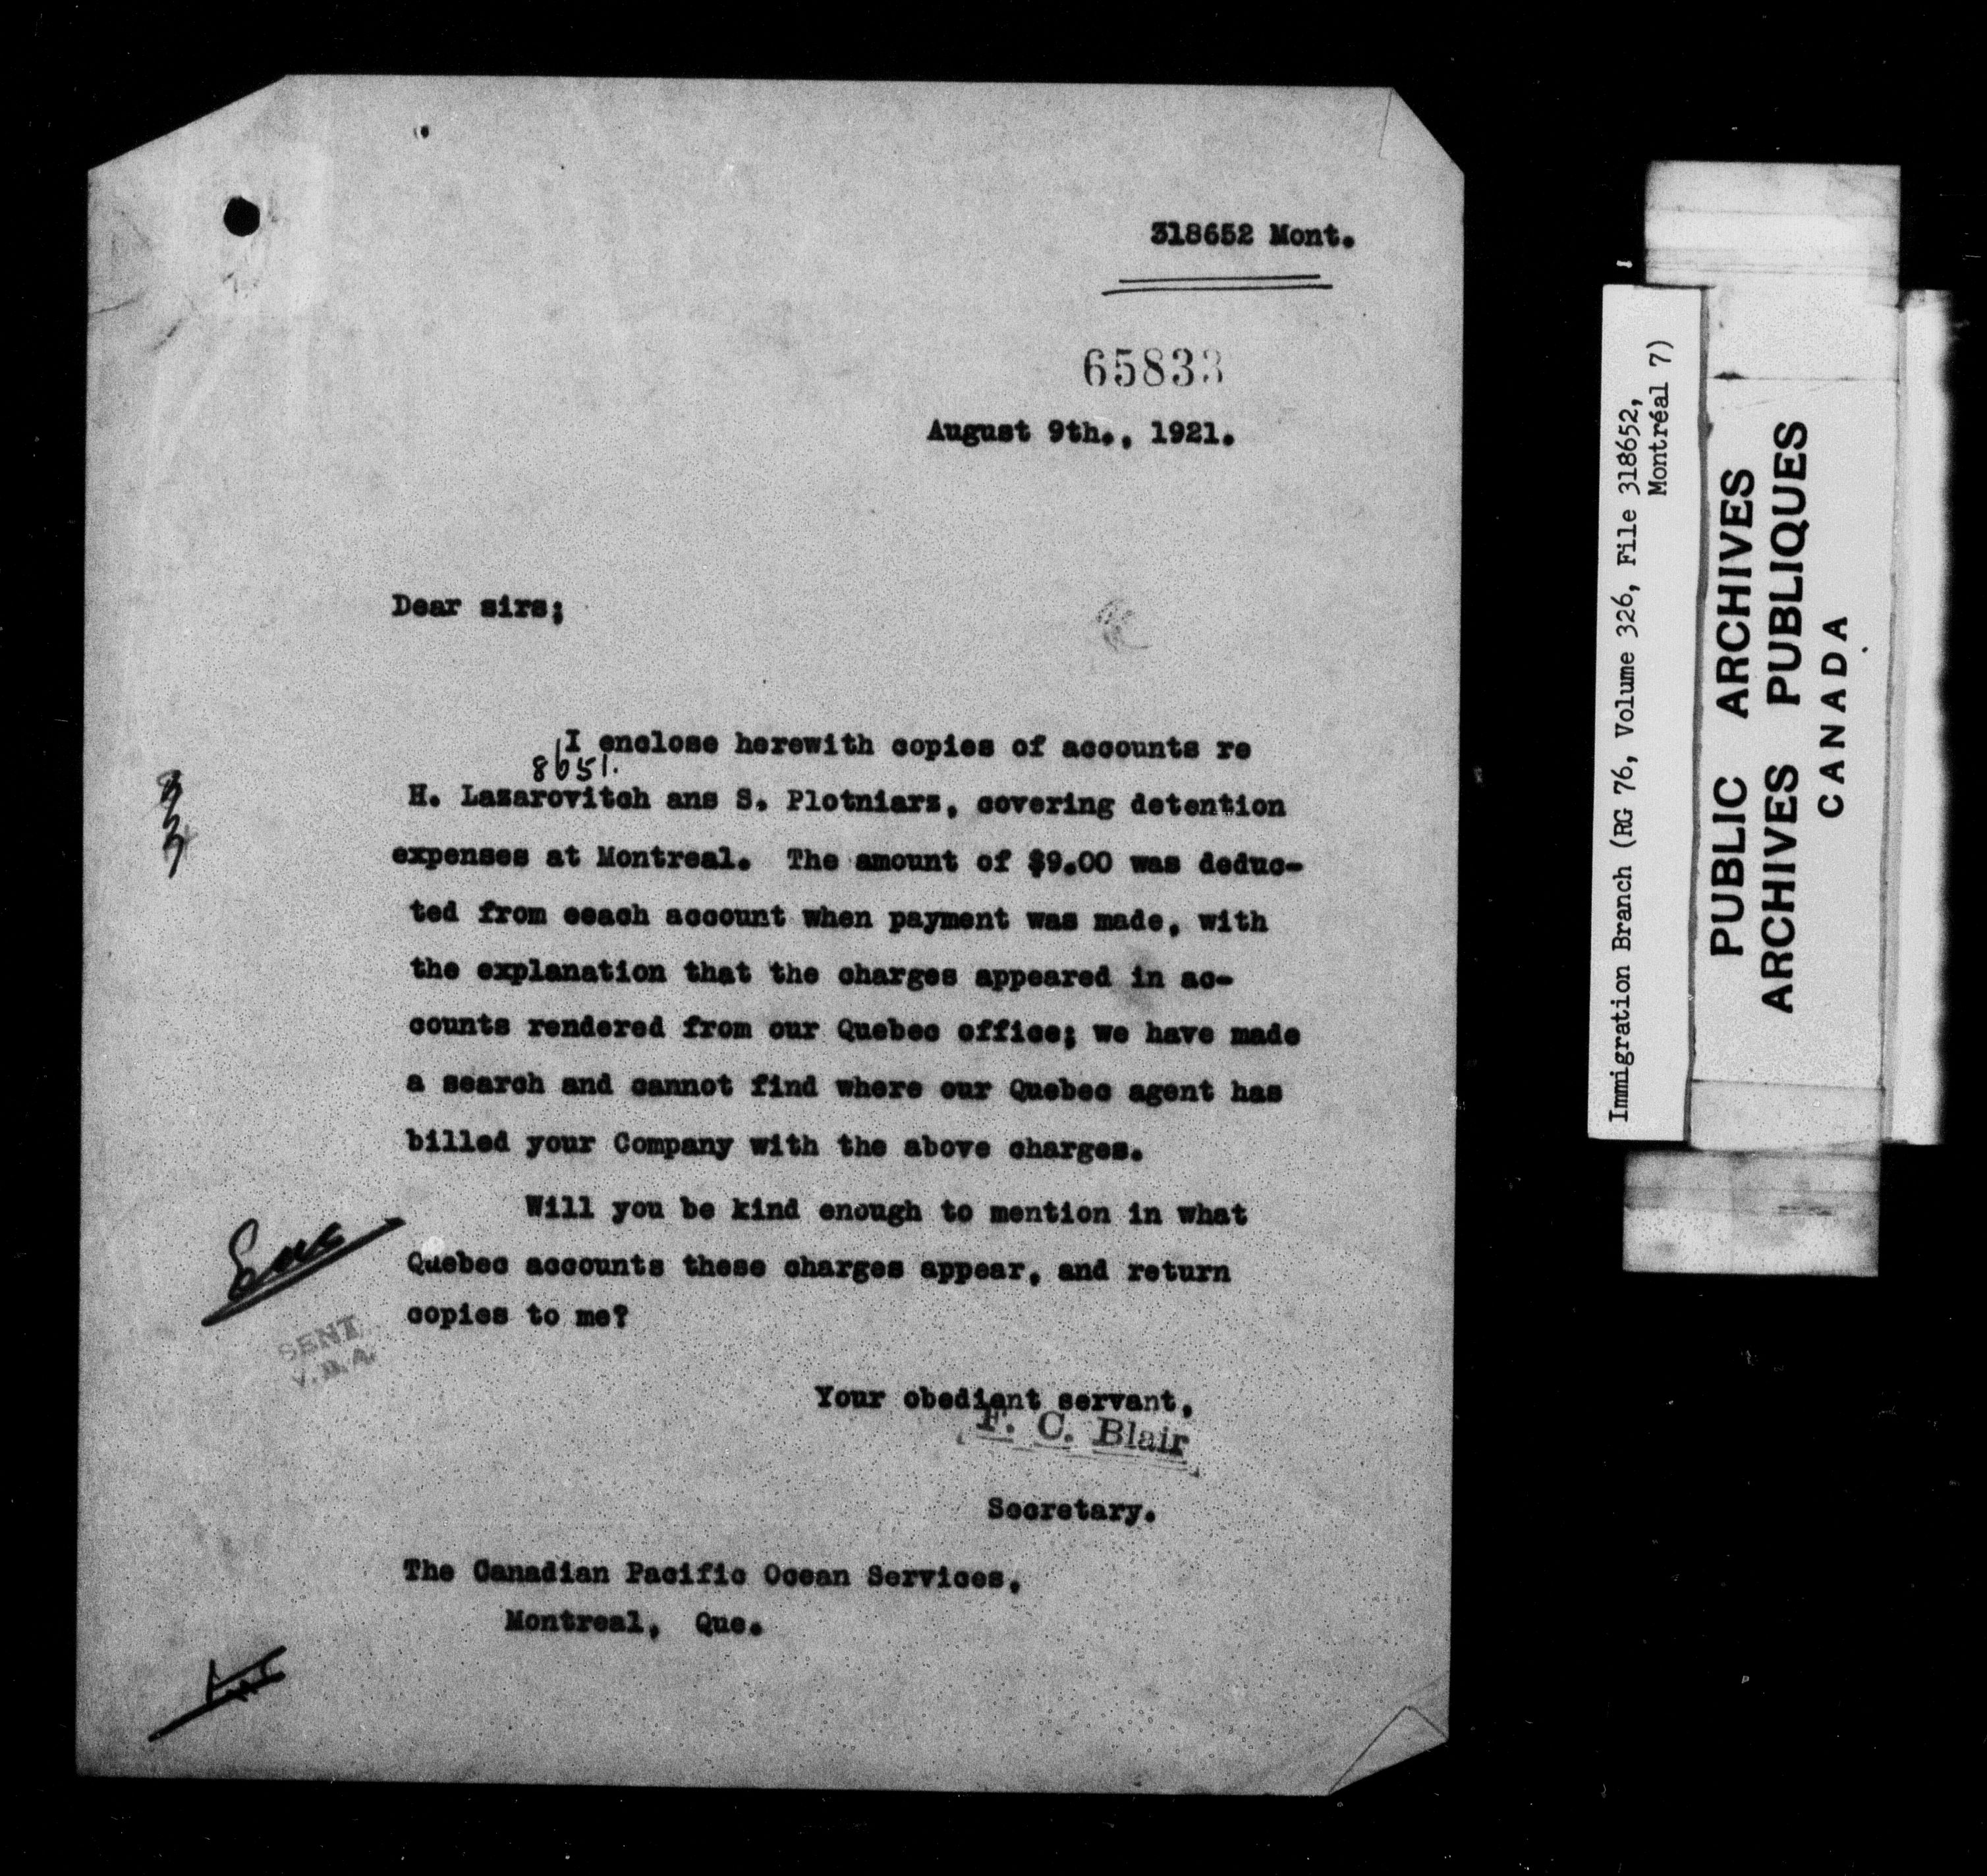 318652 Mont.
65833
August 9th., 1921.
Dear sirs;
I enclose herewith copies of accounts re
8651.
H. Lazarovitch ans S. Plotniarz, covering detention
expenses at Montreal. The amount of $9.00 was deduc-
ted from eeach account when payment was made, with
the explanation that the charges appeared in ac-
counts rendered from our Quebec office; we have made
a search and cannot find where our Quebec agent has
billed your Company with the above charges.
Will you be kind enough to mention in what
Quebec accounts these charges appear, and return
copies to me?
SENT
Your obediant servant,
F. C. Blair
Secretary.
The Canadian Pacific Ocean Services,
Montreal, Que.
Immigration Branch (RG 76, Volume 326, File 318652,
Montréal 7)
PUBLIC ARCHIVES
ARCHIVES PUBLIQUES
CANADA